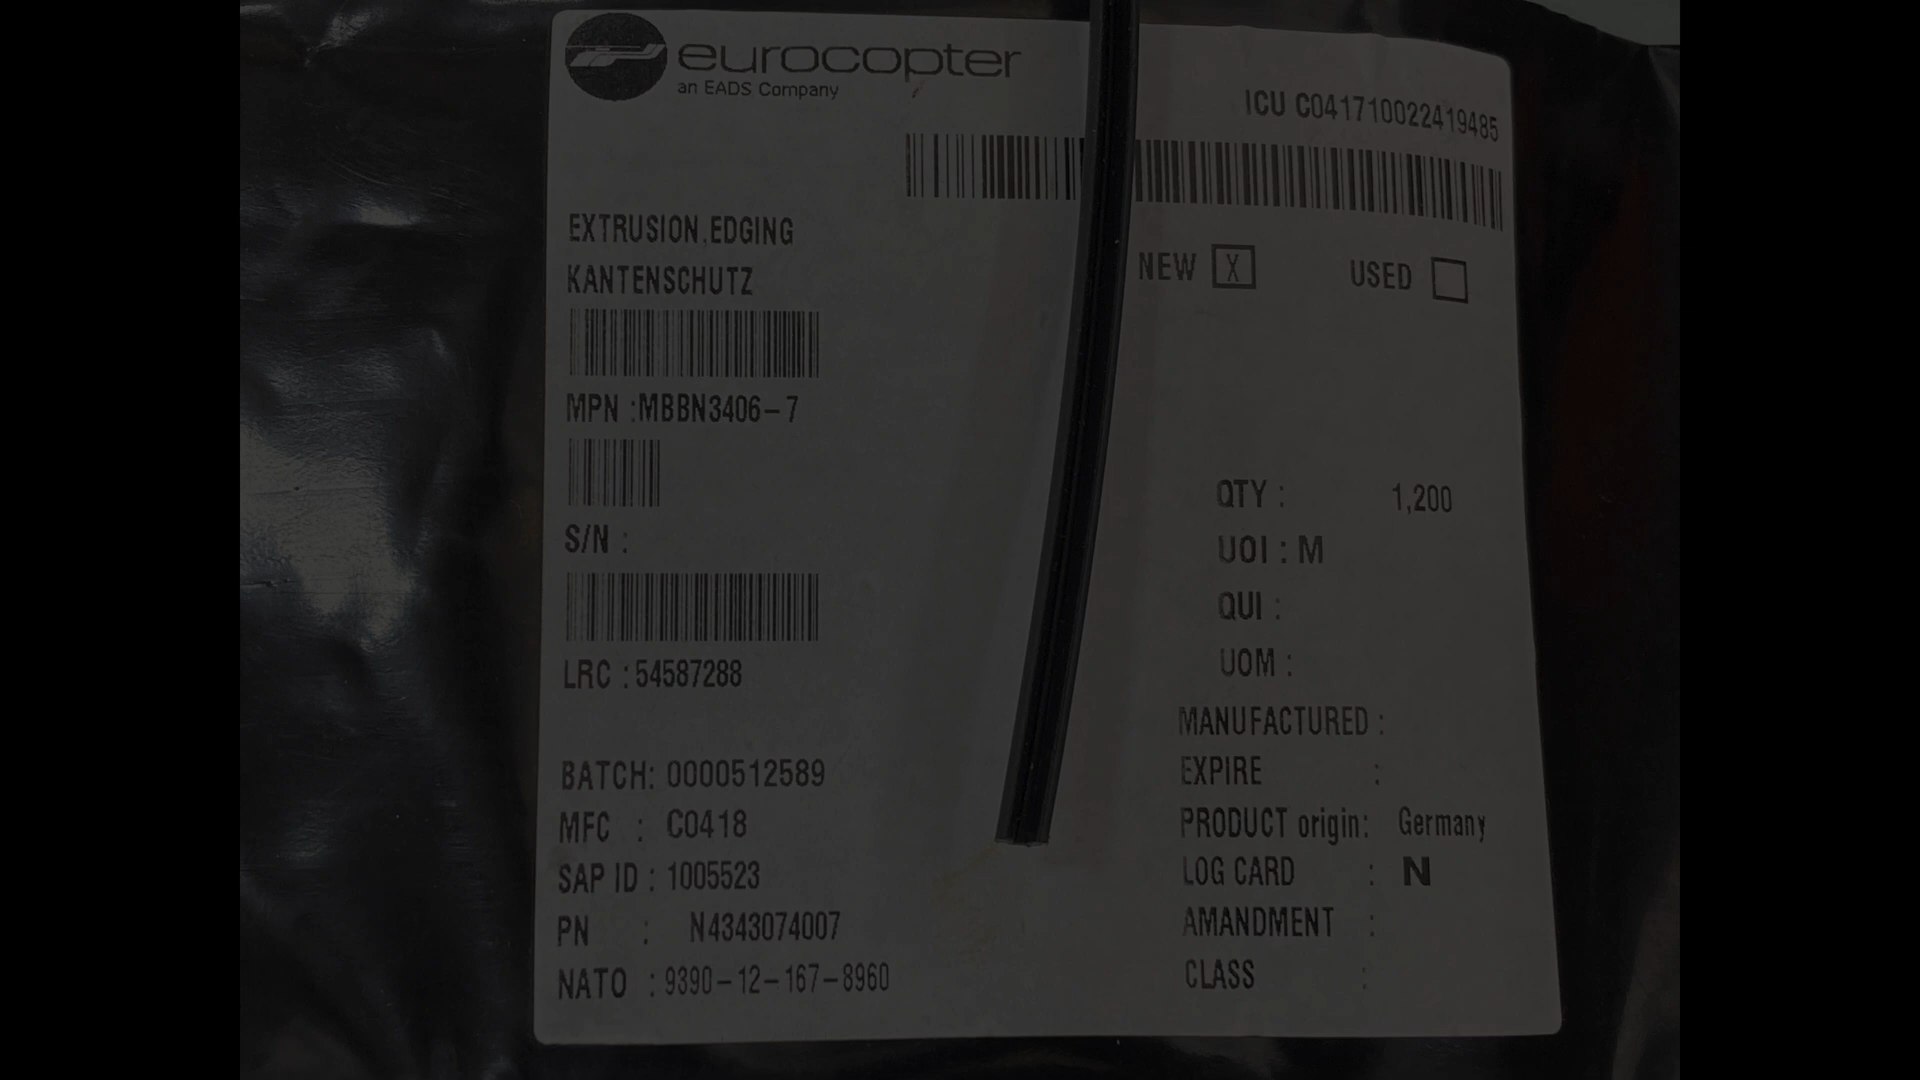 eurocopter
an EADS Company
ICU C041710022419485
EXTRUSION,EDGING
KANTENSCHUTZ
NEW X USED
MPN :MBBN3406-7
S/N :
LRC :54587288
QTY : 1,200
UOI : M
QUI :
UOM :
MANUFACTURED :
EXPIRE :
PRODUCT origin: Germany
LOG CARD : N
AMANDMENT :
CLASS :
BATCH: 0000512589
MFC : C0418
SAP ID : 1005523
PN : N4343074007
NATO : 9390-12-167-8960